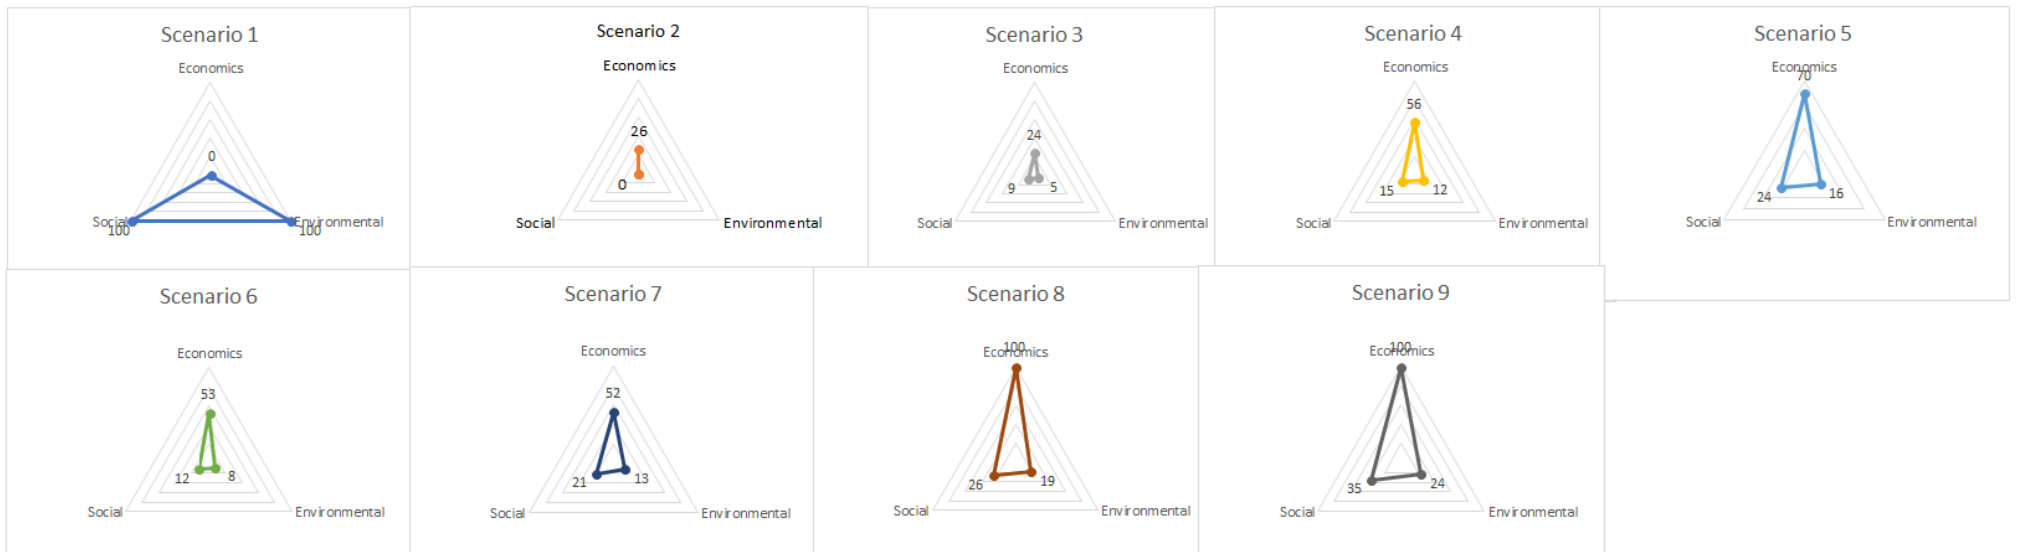 Scenario 1
Economics
0
Social
100
Environmental
100
Scenario 2
Economics
26
0
Social
Environmental
Scenario 3
Economics
24
9
5
Social
Environmental
Scenario 4
Economics
56
15
12
Social
Environmental
Scenario 5
Economics
70
24
16
Social
Environmental
Scenario 6
Economics
53
12
8
Social
Environmental
Scenario 7
Economics
52
21
13
Social
Environmental
Scenario 8
100
Economics
26
19
Social
Environmental
Scenario 9
100
Economics
35
24
Social
Environmental